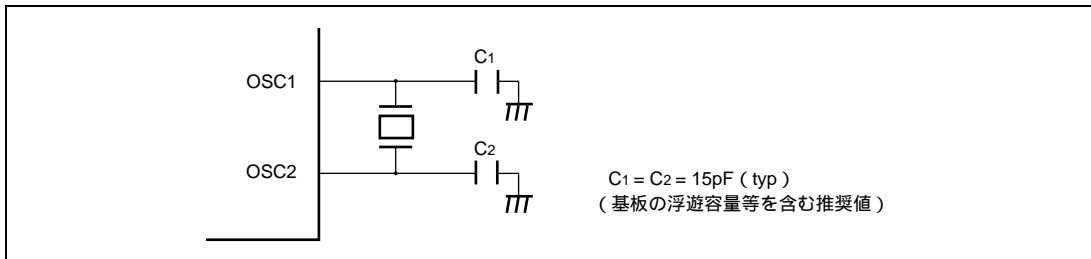 C1
OSC1
C2
OSC2
C1 = C2 = 15pF（typ）
（基板の浮遊容量等を含む推奨値）